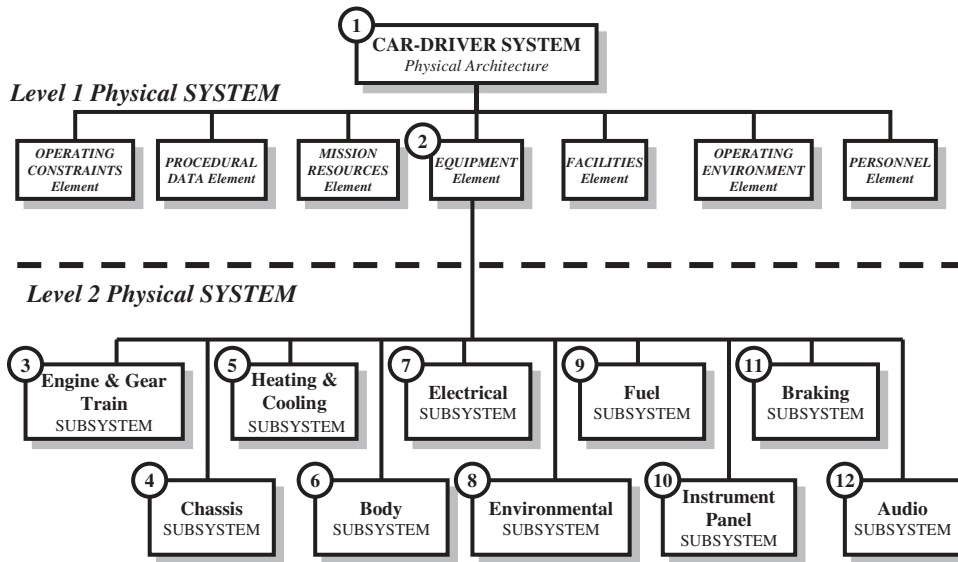 1
CAR-DRIVER SYSTEM
Physical Architecture
Level 1 Physical SYSTEM
OPERATING
CONSTRAINTS
Element
PROCEDURAL
DATA Element
MISSION
RESOURCES
Element
2
EQUIPMENT
Element
FACILITIES
Element
OPERATING
ENVIRONMENT
Element
PERSONNEL
Element
Level 2 Physical SYSTEM
3
Engine & Gear
Train
SUBSYSTEM
5
Heating &
Cooling
SUBSYSTEM
7
Electrical
SUBSYSTEM
9
Fuel
SUBSYSTEM
11
Braking
SUBSYSTEM
4
Chassis
SUBSYSTEM
6
Body
SUBSYSTEM
8
Environmental
SUBSYSTEM
10
Instrument
Panel
SUBSYSTEM
12
Audio
SUBSYSTEM